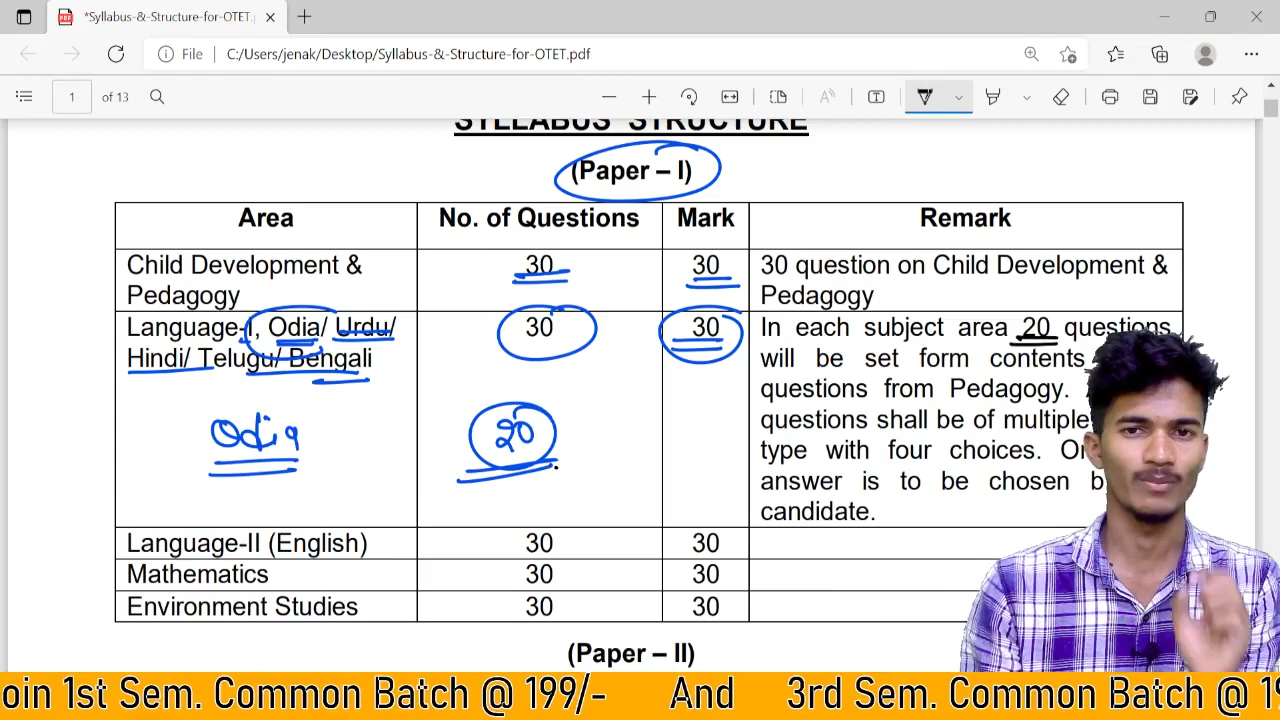 *Syllabus-&-Structure-for-OTET.p
File C:/Users/jenak/Desktop/Syllabus-&-Structure-for-OTET.pdf
1 of 13
SYLLABUS STRUCTURE
(Paper – I)
Area No. of Questions Mark Remark
Child Development & Pedagogy 30 30 30 question on Child Development & Pedagogy
Language-I, Odia/ Urdu/ 30 30 In each subject area 20 questions
Hindi/ Telugu/ Bengali will be set form contents
questions from Pedagogy.
Odia 20 questions shall be of multiple
type with four choices.
answer is to be chosen
candidate.
Language-II (English) 30 30
Mathematics 30 30
Environment Studies 30 30
(Paper – II)
oin 1st Sem. Common Batch @ 199/- And 3rd Sem. Common Batch @ 19